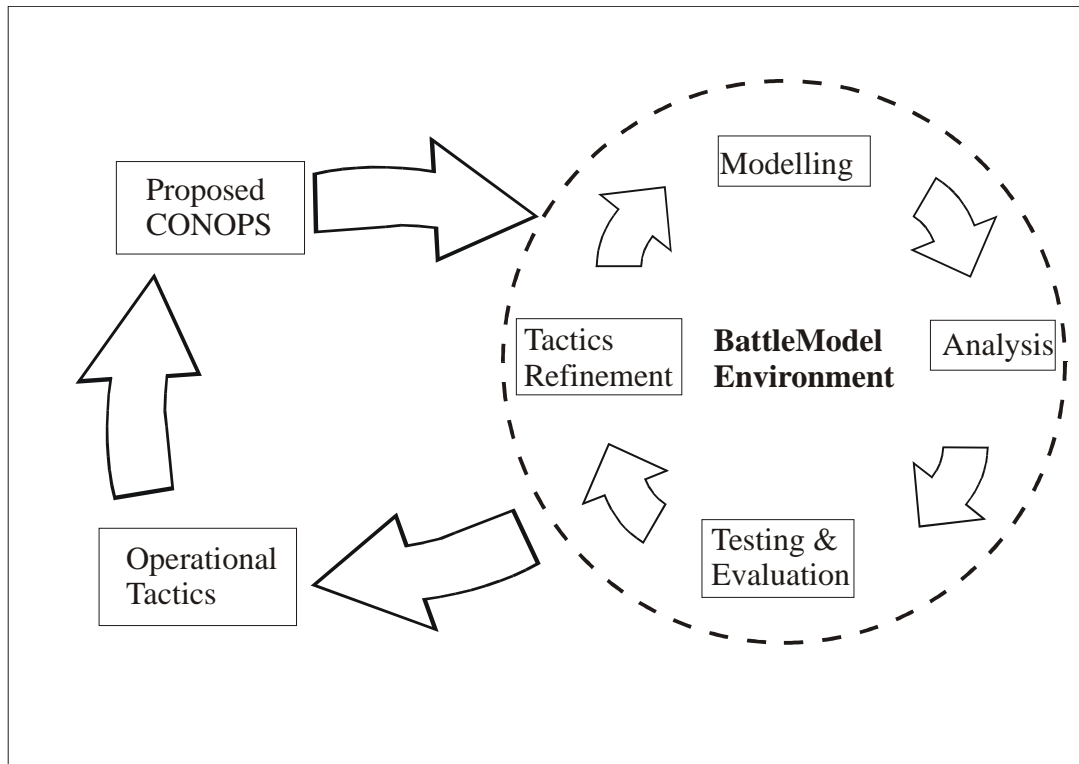 Proposed
CONOPS
Modelling
Tactics
Refinement
BattleModel
Environment
Analysis
Operational
Tactics
Testing &
Evaluation